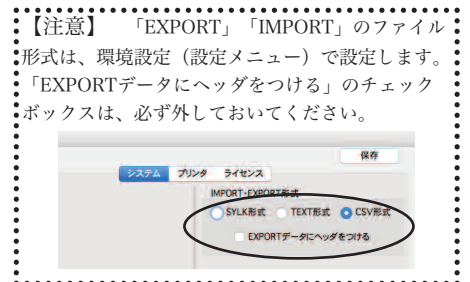 【注意】 「EXPORT」「IMPORT」のファイル
形式は、環境設定（設定メニュー）で設定します。
「EXPORTデータにヘッダをつける」のチェック
ボックスは、必ず外しておいてください。
保存
システム プリンタ ライセンス
IMPORT・EXPORT形式
SYLK形式 TEXT形式 CSV形式
EXPORTデータにヘッダをつける